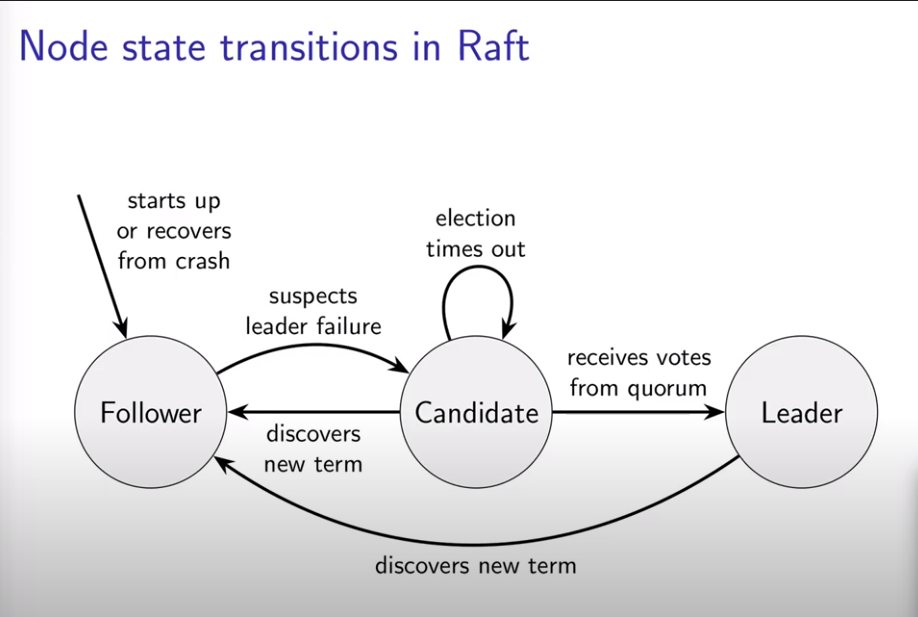 Node state transitions in Raft
starts up
or recovers
from crash
election
times out
suspects
leader failure
receives votes
from quorum
Follower
Candidate
Leader
discovers
new term
discovers new term